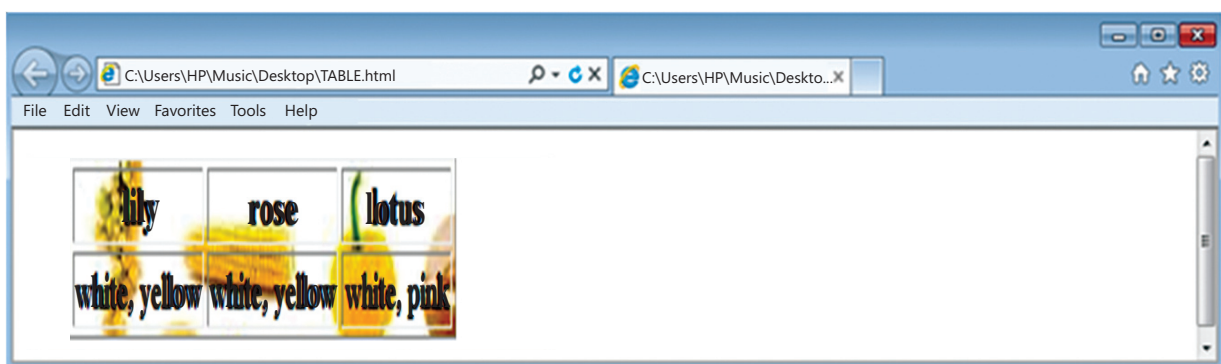 C:\Users\HP\Music\Desktop\TABLE.html C:\Users\HP\Music\Deskto...
File Edit View Favorites Tools Help
lily rose llotus
white, yellow white, yellow white, pink